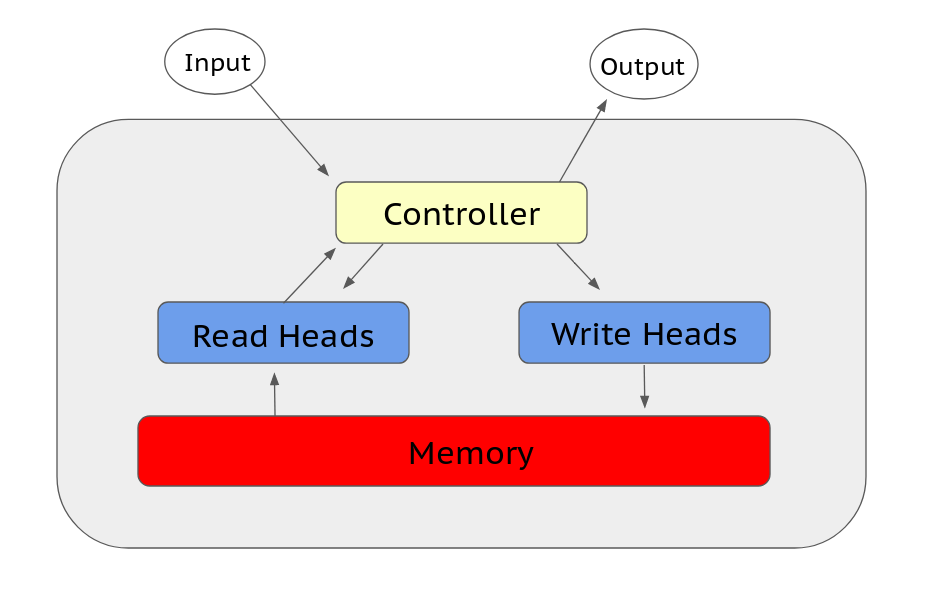 Input
Output
Controller
Read Heads
Write Heads
Memory